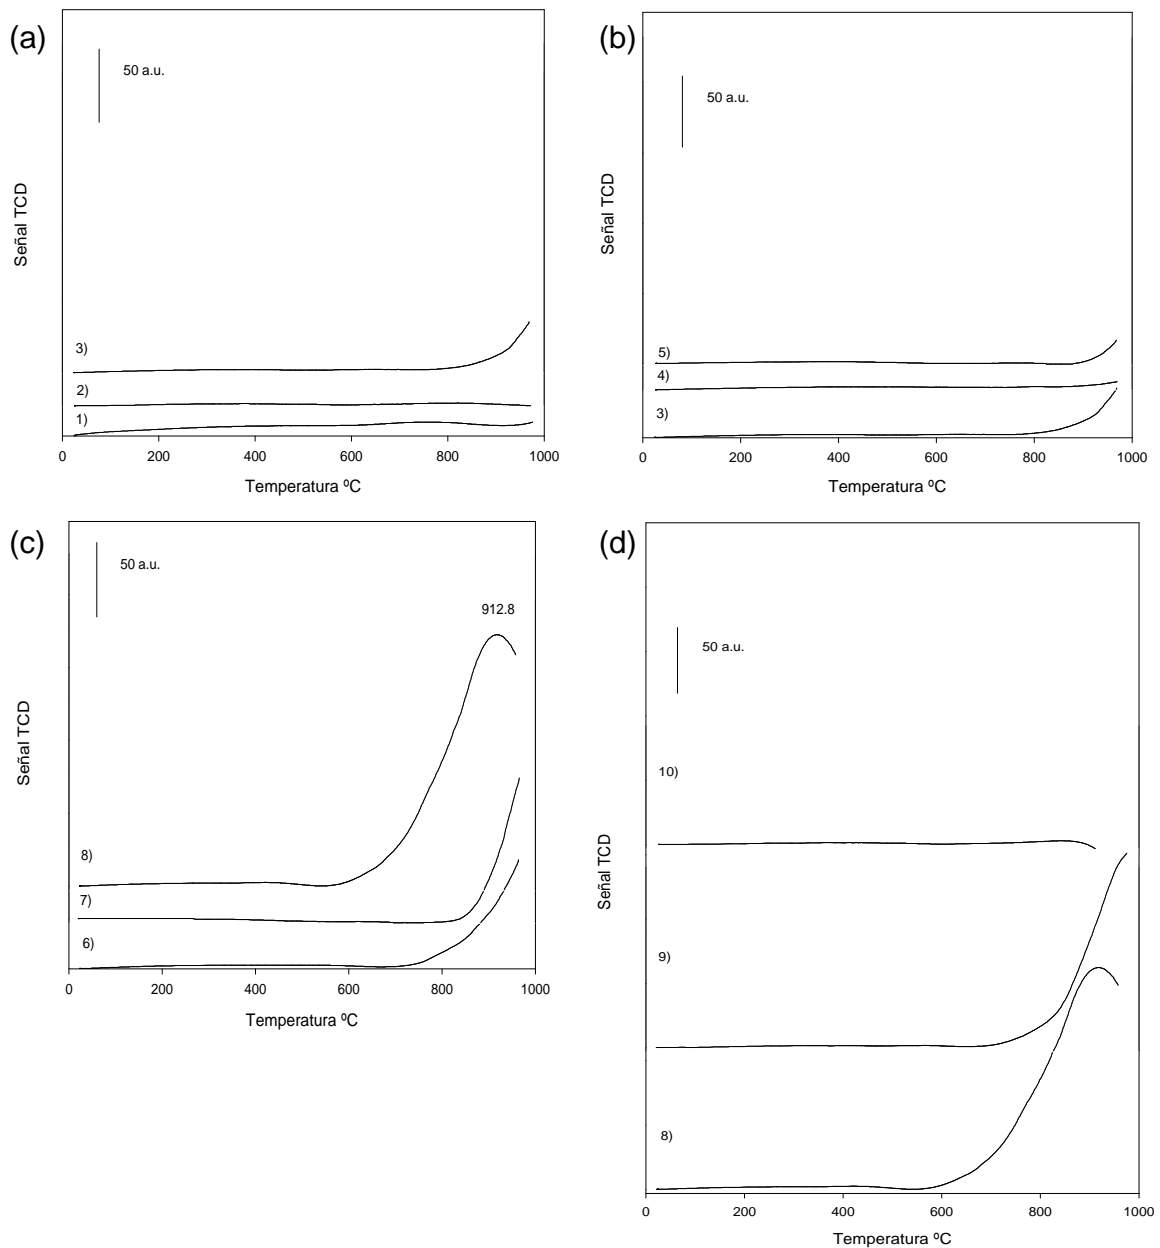 (a)
50 a.u.
Señal TCD
3)
2)
1)
0 200 400 600 800 1000
Temperatura ºC
(b)
50 a.u.
Señal TCD
5)
4)
3)
0 200 400 600 800 1000
Temperatura ºC
(c)
50 a.u.
912.8
Señal TCD
8)
7)
6)
0 200 400 600 800 1000
Temperatura ºC
(d)
50 a.u.
10)
Señal TCD
9)
8)
0 200 400 600 800 1000
Temperatura ºC